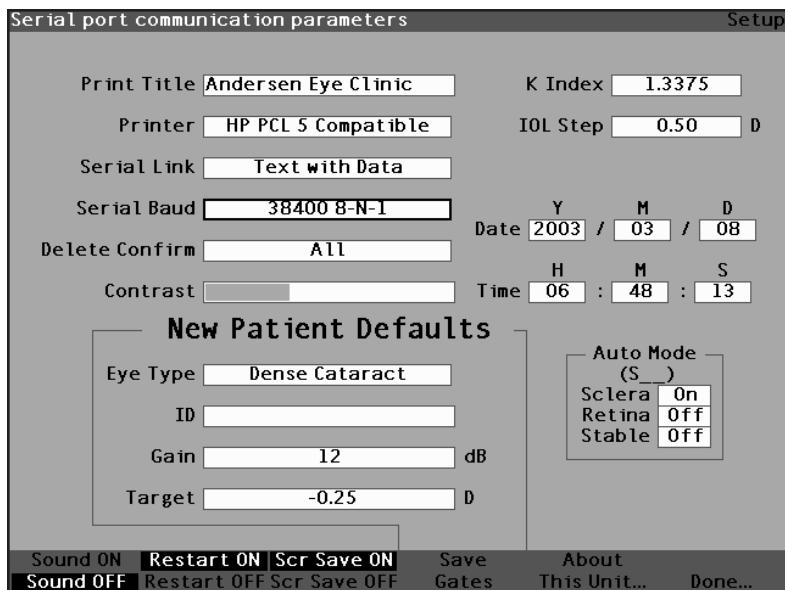 Serial port communication parameters Setup
Print Title Andersen Eye Clinic K Index 1.3375
Printer HP PCL 5 Compatible IOL Step 0.50 D
Serial Link Text with Data
Serial Baud 38400 8-N-1 Y M D
Date 2003 / 03 / 08
Delete Confirm All
H M S
Contrast Time 06 : 48 : 13
New Patient Defaults
Auto Mode
(S__)
Eye Type Dense Cataract
Sclera On
ID Retina Off
Stable Off
Gain 12 dB
Target -0.25 D
Sound ON Restart ON Scr Save ON Save About
Sound OFF Restart OFF Scr Save OFF Gates This Unit... Done...